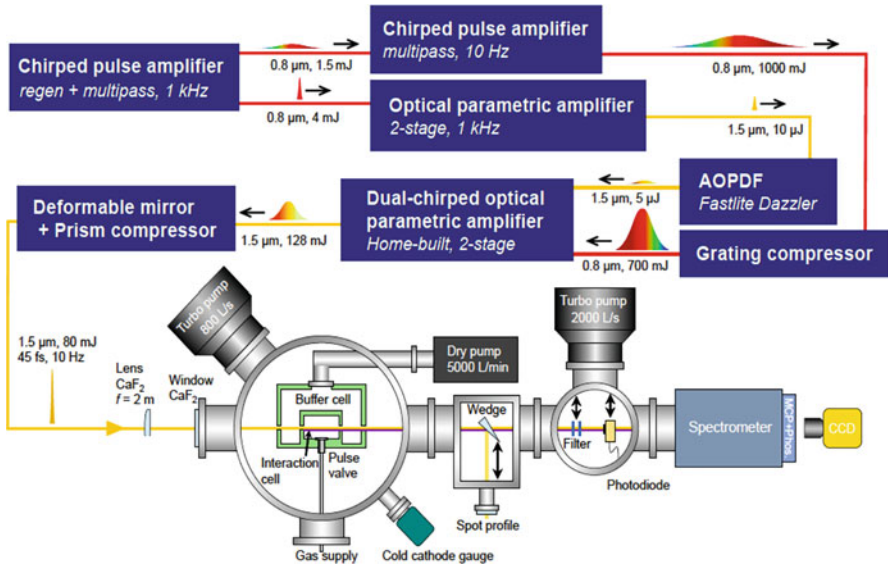 Chirped pulse amplifier
regen + multipass, 1 kHz
0.8 µm, 1.5 mJ
0.8 µm, 4 mJ
Chirped pulse amplifier
multipass, 10 Hz
0.8 µm, 1000 mJ
Optical parametric amplifier
2-stage, 1 kHz
1.5 µm, 10 µJ
Deformable mirror
+ Prism compressor
1.5 µm, 128 mJ
Dual-chirped optical
parametric amplifier
Home-built, 2-stage
1.5 µm, 5 µJ
0.8 µm, 700 mJ
AOPDF
Fastlite Dazzler
Grating compressor
1.5 µm, 80 mJ
45 fs, 10 Hz
Lens
CaF2
f = 2 m
Window
CaF2
Turbo pump
800 L/s
Buffer cell
Interaction
cell
Pulse
valve
Gas supply
Cold cathode gauge
Dry pump
5000 L/min
Wedge
Spot profile
Turbo pump
2000 L/s
Filter
Photodiode
Spectrometer
MCP+Phos.
CCD